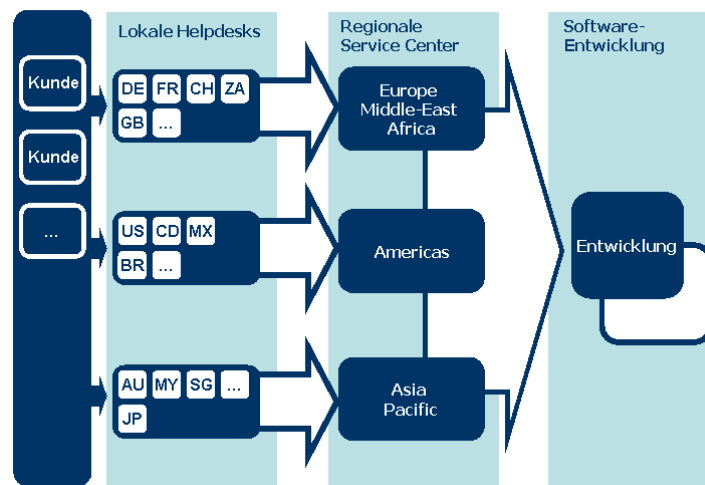 Lokale Helpdesks
Regionale
Service Center
Software-
Entwicklung
Kunde
Kunde
...
DE FR CH ZA
GB ...
US CD MX
BR ...
AU MY SG ...
JP
Europe
Middle-East
Africa
Americas
Asia
Pacific
Entwicklung